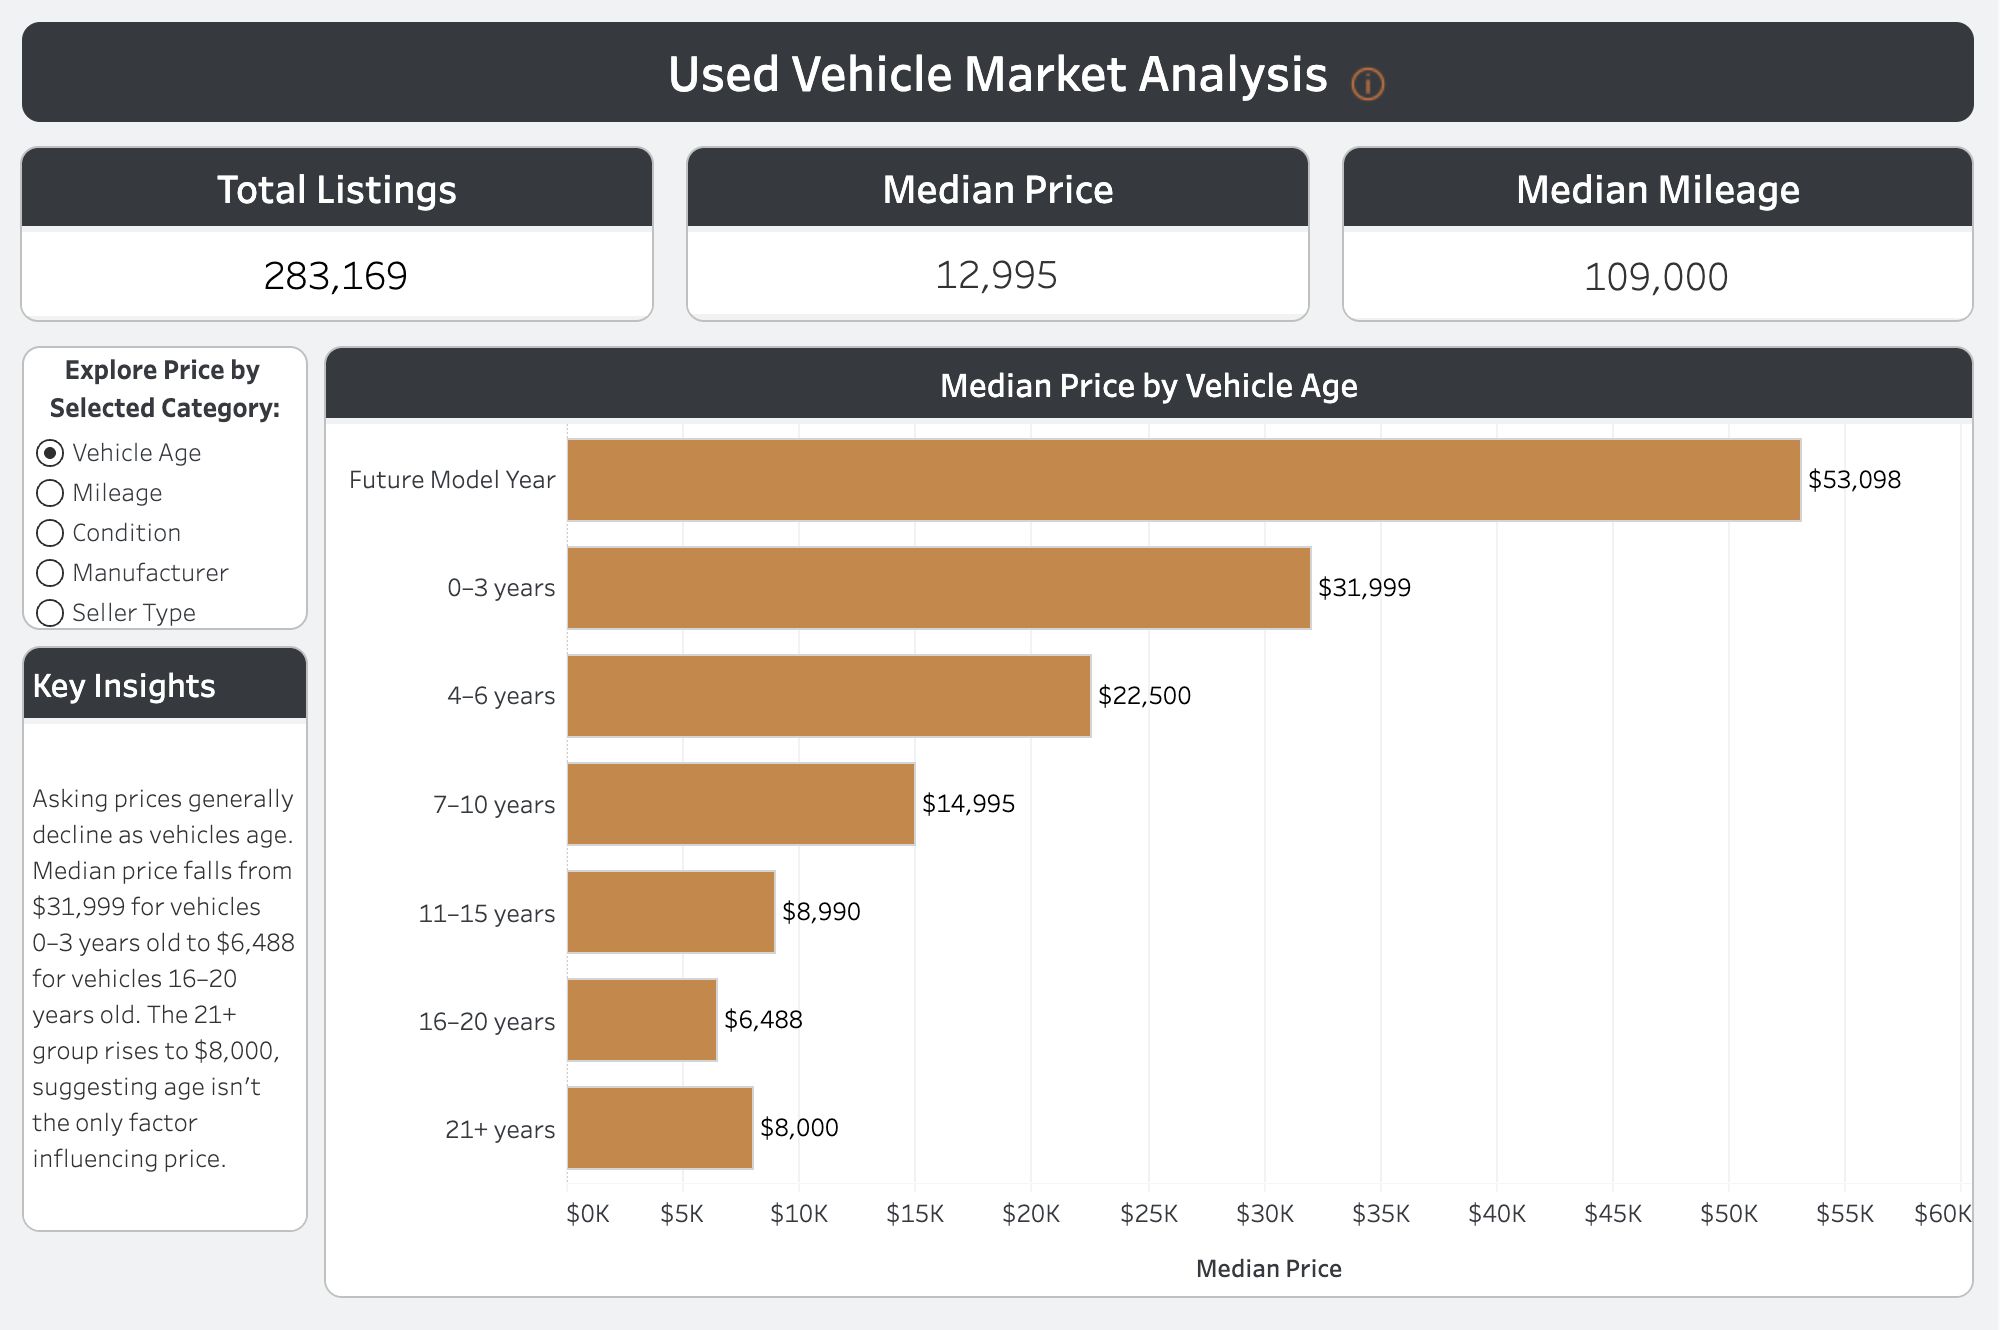 Used Vehicle Market Analysis
Total Listings
283,169
Median Price
12,995
Median Mileage
109,000
Explore Price by
Selected Category:
Vehicle Age
Mileage
Condition
Manufacturer
Seller Type
Key Insights
Asking prices generally
decline as vehicles age.
Median price falls from
$31,999 for vehicles
0–3 years old to $6,488
for vehicles 16–20
years old. The 21+
group rises to $8,000,
suggesting age isn’t
the only factor
influencing price.
Median Price by Vehicle Age
Future Model Year $53,098
0–3 years $31,999
4–6 years $22,500
7–10 years $14,995
11–15 years $8,990
16–20 years $6,488
21+ years $8,000
$0K $5K $10K $15K $20K $25K $30K $35K $40K $45K $50K $55K $60K
Median Price